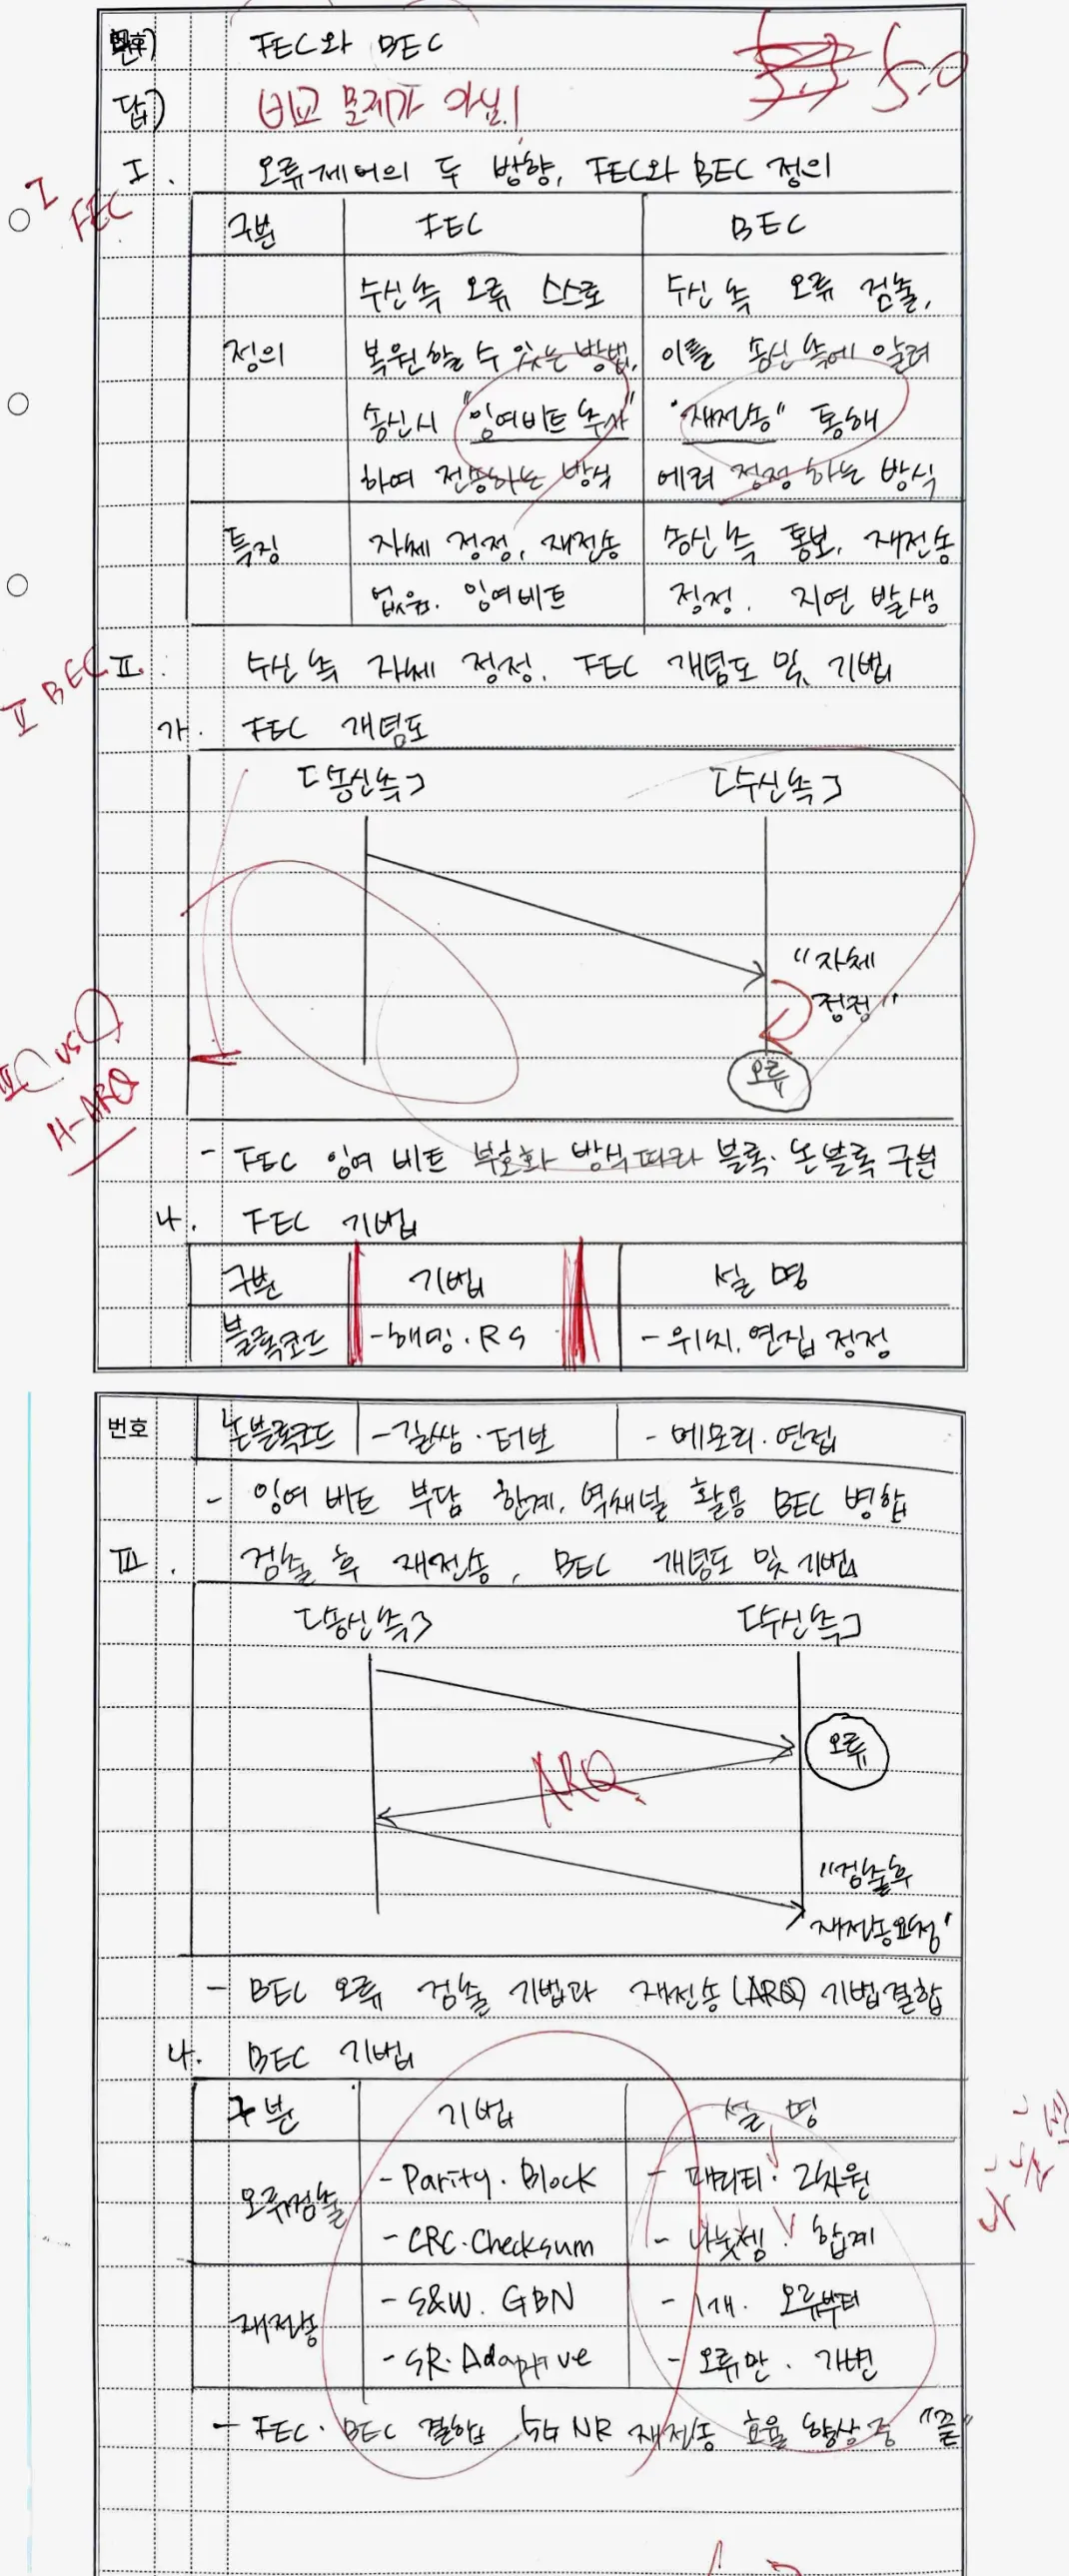 FEC와 BEC
5.0
답)
비교 문제가 아님!
I. 오류제어의 두 방향, FEC와 BEC 정의
I FEC
구분 FEC BEC
정의
수신측 오류 스스로
복원할 수 있는 방법,
송신시 "잉여비트 추가"
하여 전송하는 방식
수신측 오류 검출,
이를 송신측에 알려
"재전송" 통해
에러 정정하는 방식
특징
자체 정정, 재전송
없음. 잉여비트
송신측 통보, 재전송
정정. 지연 발생
II BEC
II. 수신측 자체 정정, FEC 개념도 및 기법
가. FEC 개념도
[송신측] [수신측]
"자체
정정"
오류
III vs
H-ARQ
- FEC 잉여 비트 부호화 방식따라 블록·논블록 구분
나. FEC 기법
구분 기법 설명
블록코드 -해밍·RS -위치, 연집 정정
번호
논블록코드 -길쌈·터보 -메모리·연접
- 잉여 비트 부담 한계, 역채널 활용 BEC 병합
III. 검출 후 재전송, BEC 개념도 및 기법
[송신측] [수신측]
오류
ARQ
"검출후
재전송요청"
- BEC 오류 검출 기법과 재전송(ARQ) 기법결합
나. BEC 기법
구분 기법 설명
오류검출
-Parity·Block - 패리티·2차원
-CRC·Checksum - 나눗셈·합계
재전송
-S&W·GBN -1개·오류부터
-SR·Adaptive -오류만·가변
- FEC·BEC 결합 5G NR 재전송 효율 향상 중 "끝"